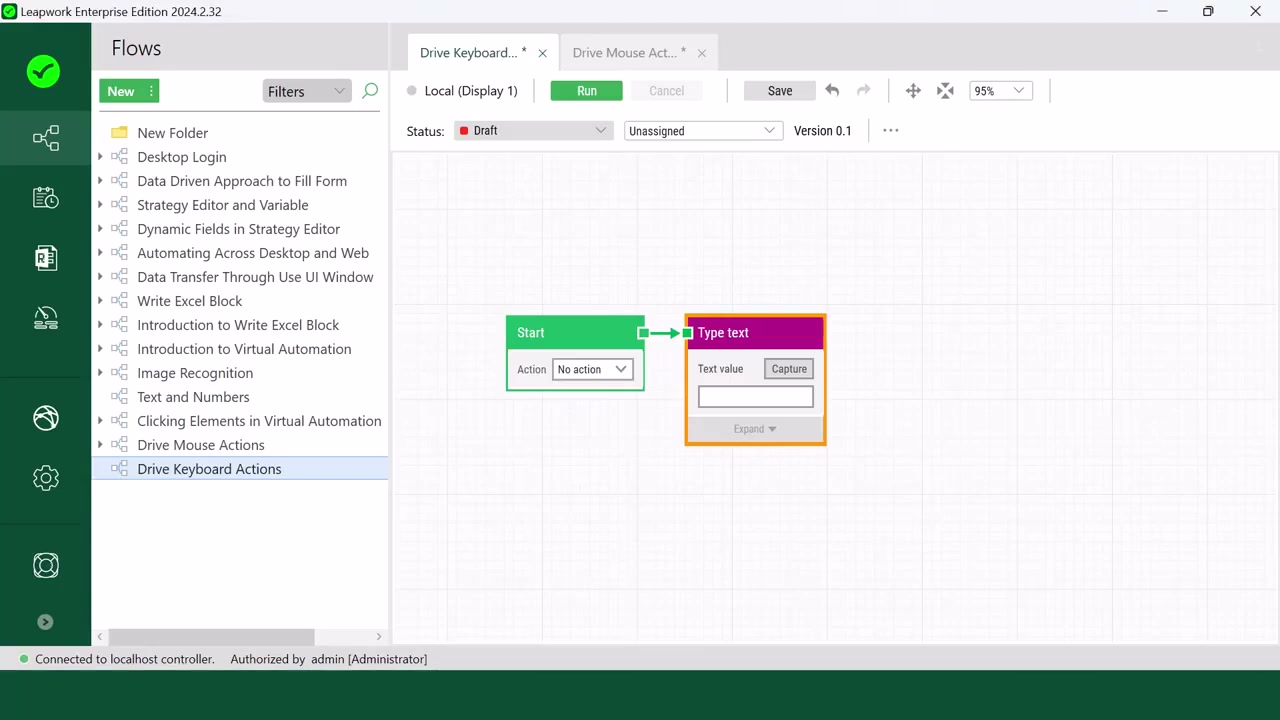 Leapwork Enterprise Edition 2024.2.32
Flows
New
Filters
New Folder
Desktop Login
Data Driven Approach to Fill Form
Strategy Editor and Variable
Dynamic Fields in Strategy Editor
Automating Across Desktop and Web
Data Transfer Through Use UI Window
Write Excel Block
Introduction to Write Excel Block
Introduction to Virtual Automation
Image Recognition
Text and Numbers
Clicking Elements in Virtual Automation
Drive Mouse Actions
Drive Keyboard Actions
Drive Keyboard... *
Drive Mouse Act... *
Local (Display 1)
Run
Cancel
Save
95%
Status:
Draft
Unassigned
Version 0.1
Start
Action
No action
Type text
Text value
Capture
Expand
Connected to localhost controller.
Authorized by admin [Administrator]